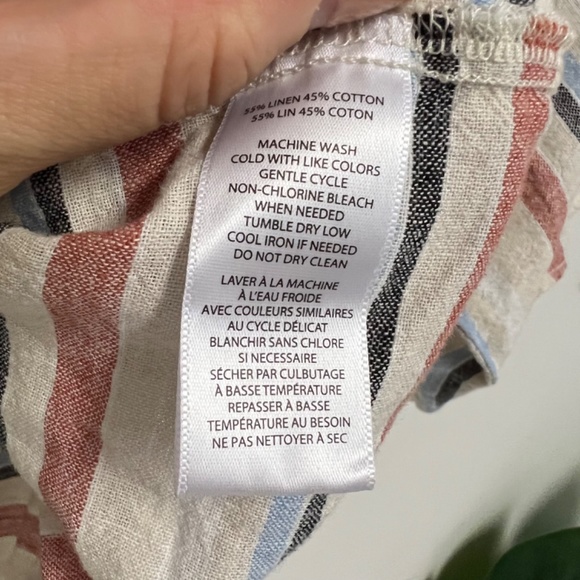 55% LINEN 45% COTTON
55% LIN 45% COTON
MACHINE WASH
COLD WITH LIKE COLORS
GENTLE CYCLE
NON-CHLORINE BLEACH
WHEN NEEDED
TUMBLE DRY LOW
COOL IRON IF NEEDED
DO NOT DRY CLEAN
LAVER À LA MACHINE
À L'EAU FROIDE
AVEC COULEURS SIMILAIRES
AU CYCLE DÉLICAT
BLANCHIR SANS CHLORE
SI NECESSAIRE
SÉCHER PAR CULBUTAGE
À BASSE TEMPÉRATURE
REPASSER À BASSE
TEMPÉRATURE AU BESOIN
NE PAS NETTOYER À SEC